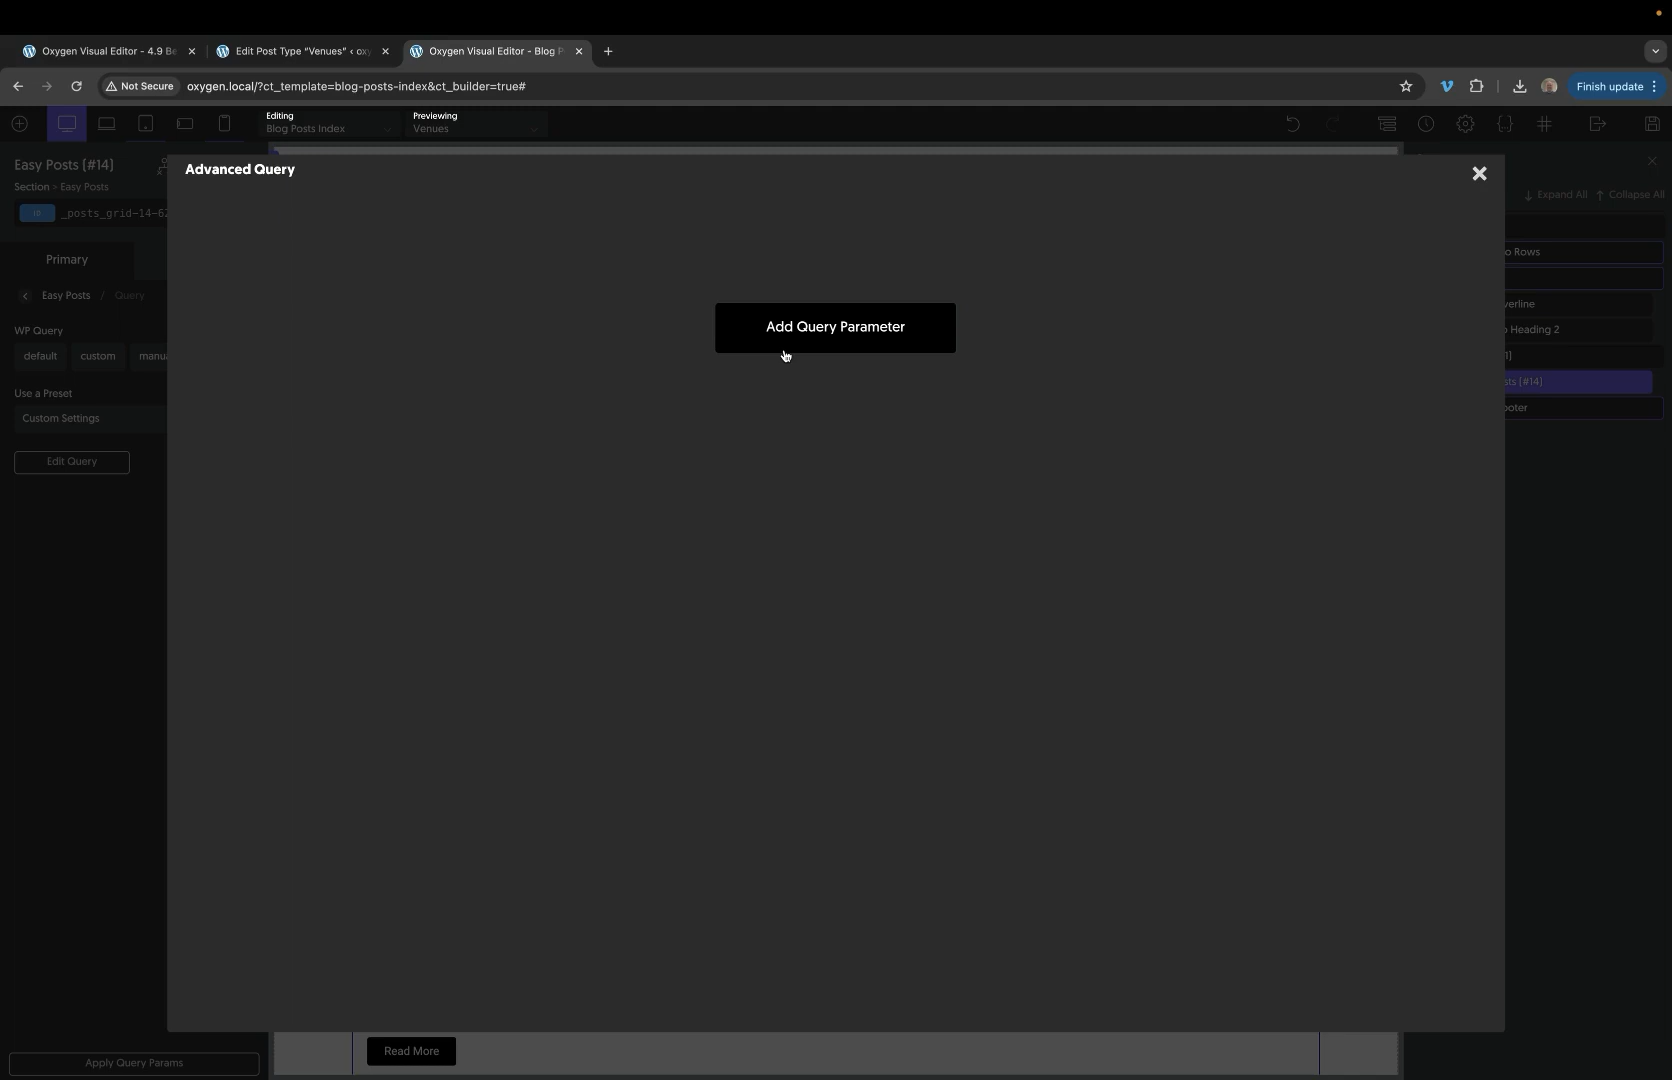 Oxygen Visual Editor - 4.9 Be
Edit Post Type “Venues” ‹ oxy
Oxygen Visual Editor - Blog P
Not Secure
oxygen.local/?ct_template=blog-posts-index&ct_builder=true#
Finish update
Editing
Blog Posts Index
Previewing
Venues
Easy Posts (#14)
Section > Easy Posts
ID
_posts_grid-14-62
Primary
Easy Posts / Query
WP Query
default
custom
manua
Use a Preset
Custom Settings
Edit Query
Apply Query Params
Advanced Query
Add Query Parameter
Read More
Expand All
Collapse All
o Rows
verline
o Heading 2
1)
sts (#14)
ooter